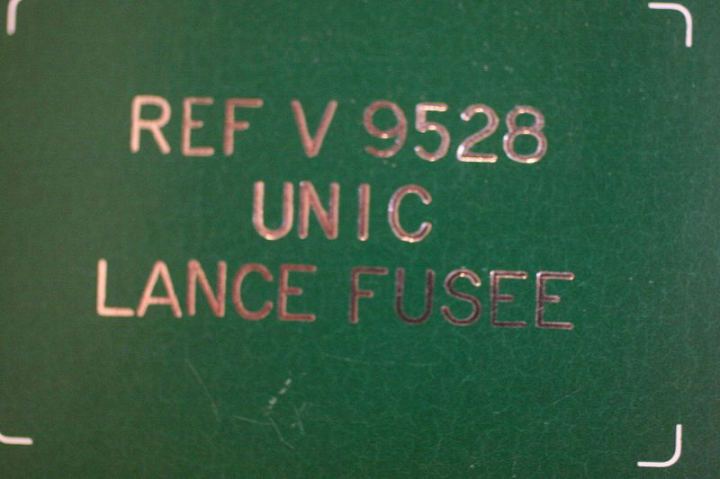 REF V 9528
UNIC
LANCE FUSEE